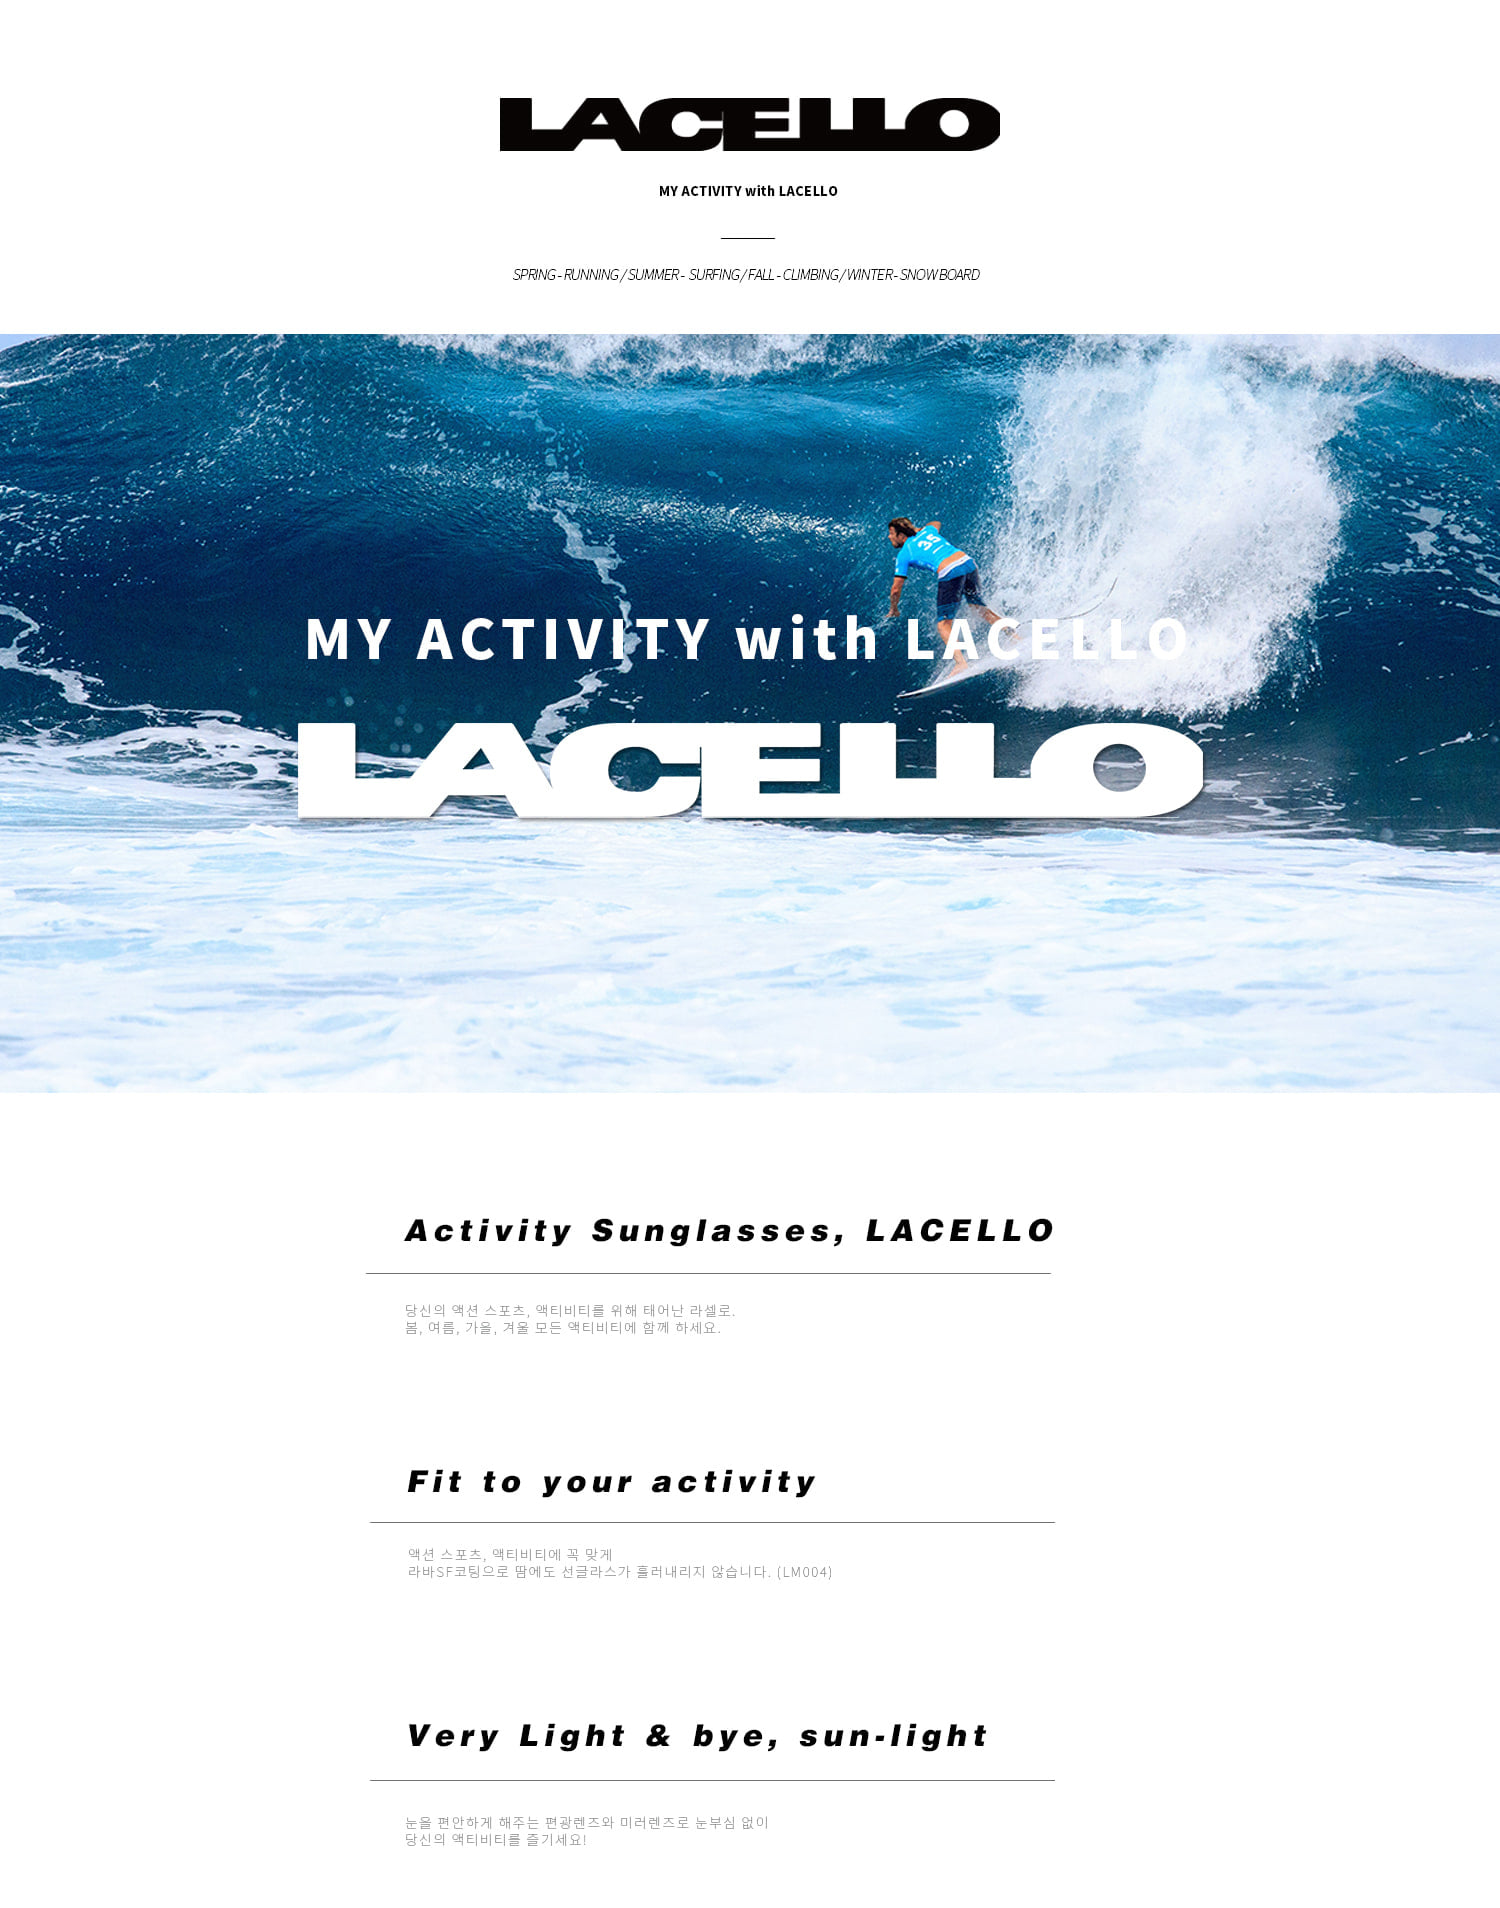 LACELLO
MY ACTIVITY with LACELLO
SPRING - RUNNING / SUMMER - SURFING / FALL - CLIMBING / WINTER - SNOW BOARD
35
MY ACTIVITY with LACELLO
LACELLO
Activity Sunglasses, LACELLO
당신의 액션 스포츠, 액티비티를 위해 태어난 라셀로.
봄, 여름, 가을, 겨울 모든 액티비티에 함께 하세요.
Fit to your activity
액션 스포츠, 액티비티에 꼭 맞게
라바SF코팅으로 땀에도 선글라스가 흘러내리지 않습니다. (LM004)
Very Light & bye, sun-light
눈을 편안하게 해주는 편광렌즈와 미러렌즈로 눈부심 없이
당신의 액티비티를 즐기세요!